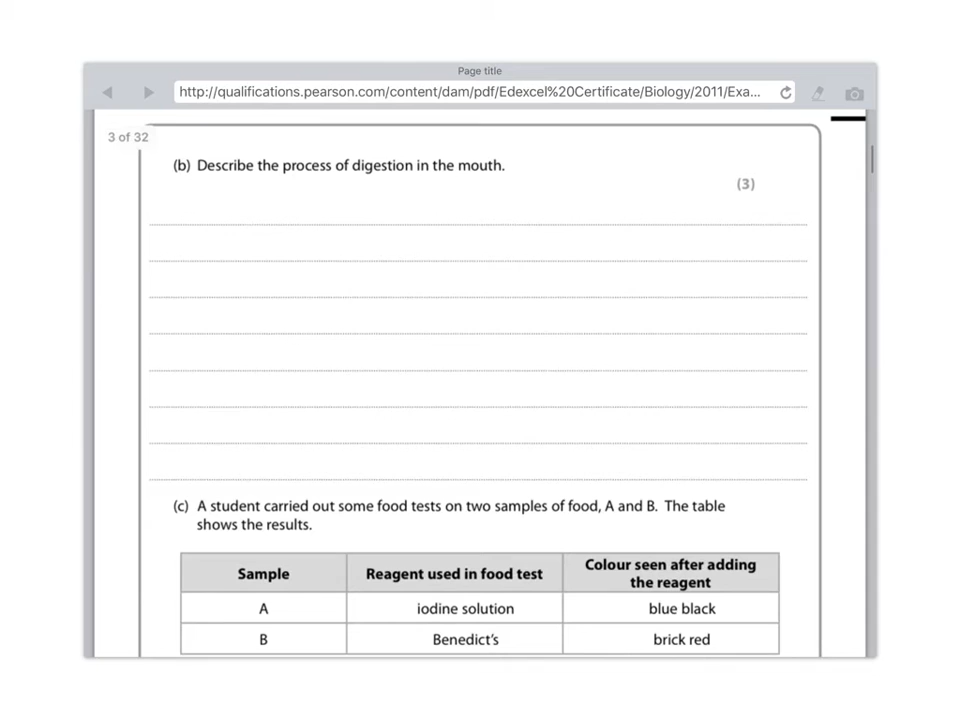 Page title
http://qualifications.pearson.com/content/dam/pdf/Edexcel%20Certificate/Biology/2011/Exa...
3 of 32
(b) Describe the process of digestion in the mouth.
(3)
(c) A student carried out some food tests on two samples of food, A and B. The table
shows the results.
Sample Reagent used in food test Colour seen after adding the reagent
A iodine solution blue black
B Benedict's brick red